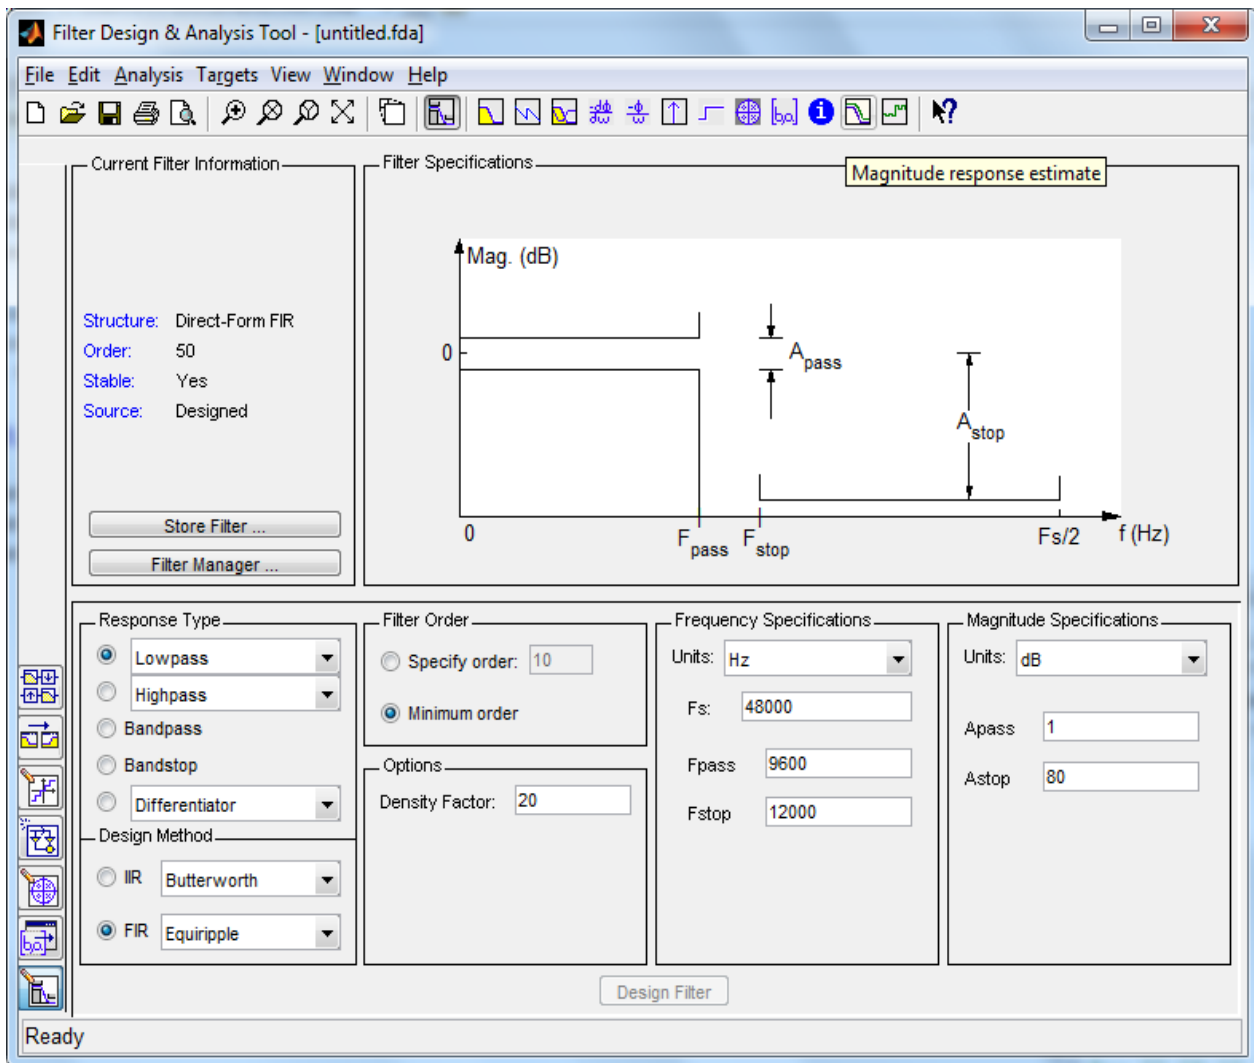 Filter Design & Analysis Tool - [untitled.fda]
File Edit Analysis Targets View Window Help
Magnitude response estimate
Current Filter Information
Structure: Direct-Form FIR
Order: 50
Stable: Yes
Source: Designed
Store Filter ...
Filter Manager ...
Filter Specifications
Mag. (dB)
0
Apass
Astop
0
Fpass
Fstop
Fs/2
f (Hz)
Response Type
Lowpass
Highpass
Bandpass
Bandstop
Differentiator
Design Method
IIR Butterworth
FIR Equiripple
Filter Order
Specify order: 10
Minimum order
Options
Density Factor: 20
Frequency Specifications
Units: Hz
Fs: 48000
Fpass 9600
Fstop 12000
Magnitude Specifications
Units: dB
Apass 1
Astop 80
Design Filter
Ready